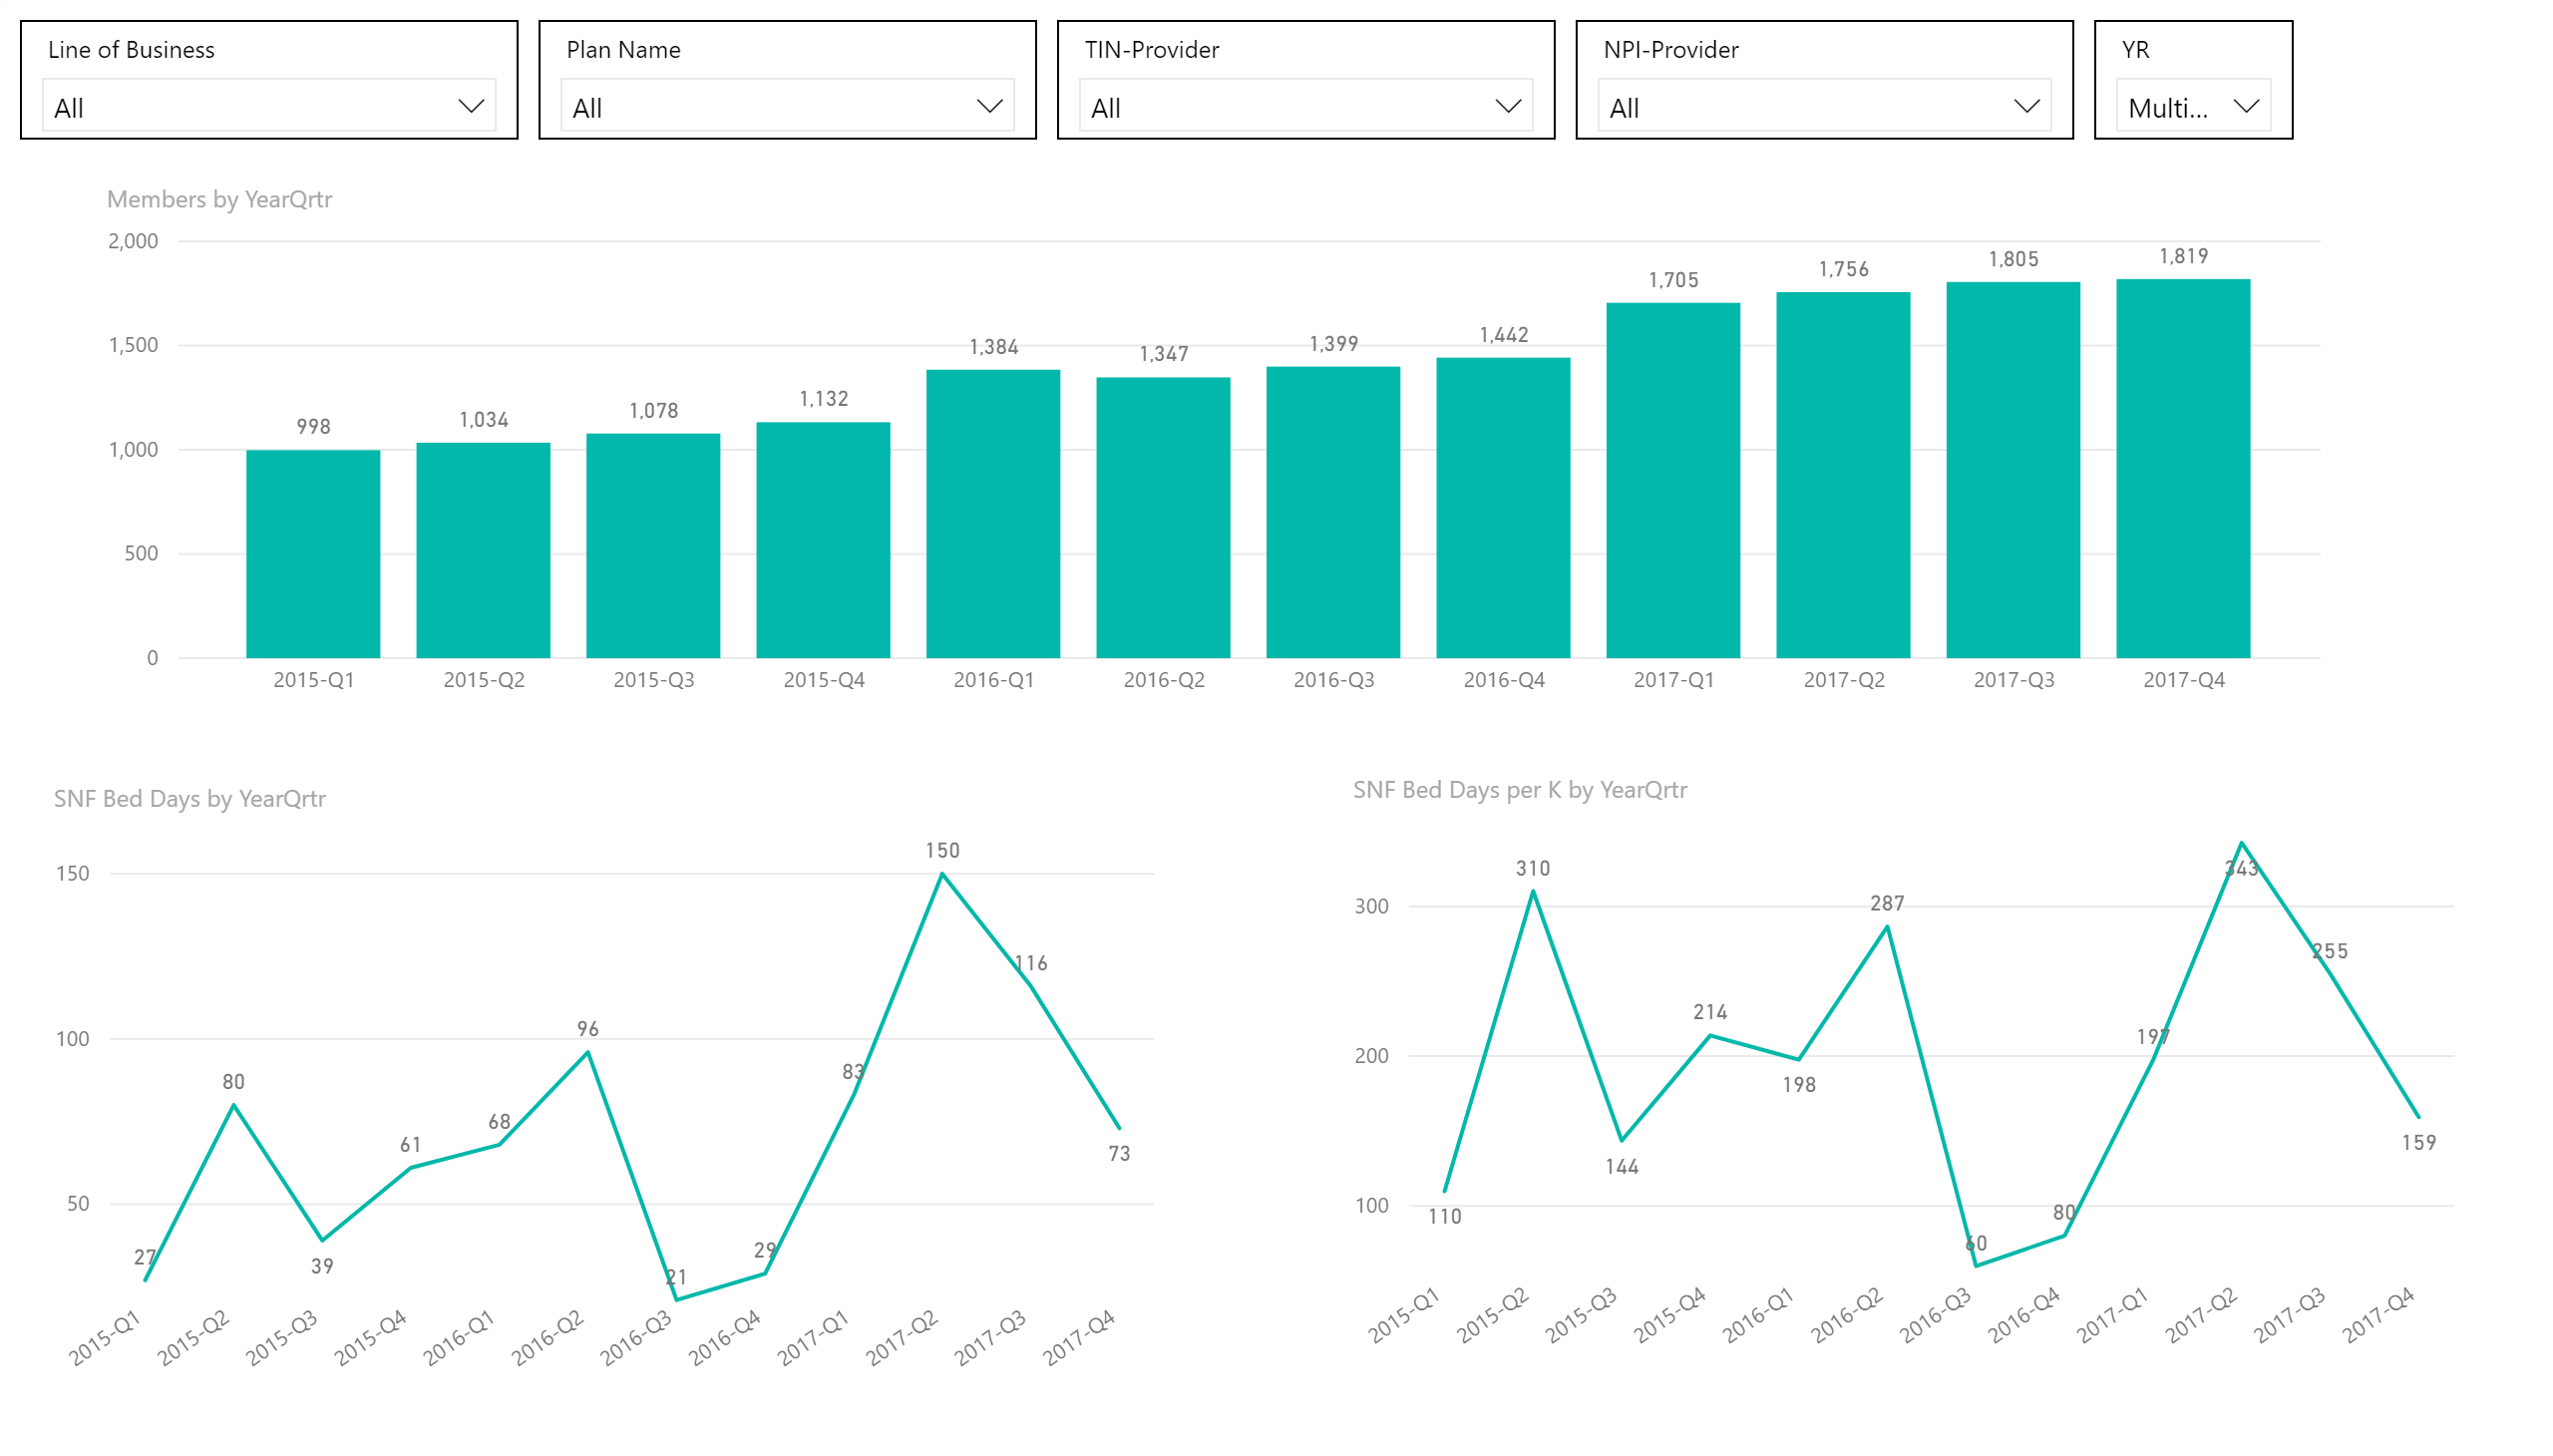 Line of Business
All
Plan Name
All
TIN-Provider
All
NPI-Provider
All
YR
Multi...
Members by YearQrtr
2,000
1,500
1,000
500
0
998
1,034
1,078
1,132
1,384
1,347
1,399
1,442
1,705
1,756
1,805
1,819
2015-Q1
2015-Q2
2015-Q3
2015-Q4
2016-Q1
2016-Q2
2016-Q3
2016-Q4
2017-Q1
2017-Q2
2017-Q3
2017-Q4
SNF Bed Days by YearQrtr
150
100
50
27
80
39
61
68
96
21
29
83
150
116
73
2015-Q1
2015-Q2
2015-Q3
2015-Q4
2016-Q1
2016-Q2
2016-Q3
2016-Q4
2017-Q1
2017-Q2
2017-Q3
2017-Q4
SNF Bed Days per K by YearQrtr
300
200
100
110
310
144
214
198
287
60
80
197
343
255
159
2015-Q1
2015-Q2
2015-Q3
2015-Q4
2016-Q1
2016-Q2
2016-Q3
2016-Q4
2017-Q1
2017-Q2
2017-Q3
2017-Q4